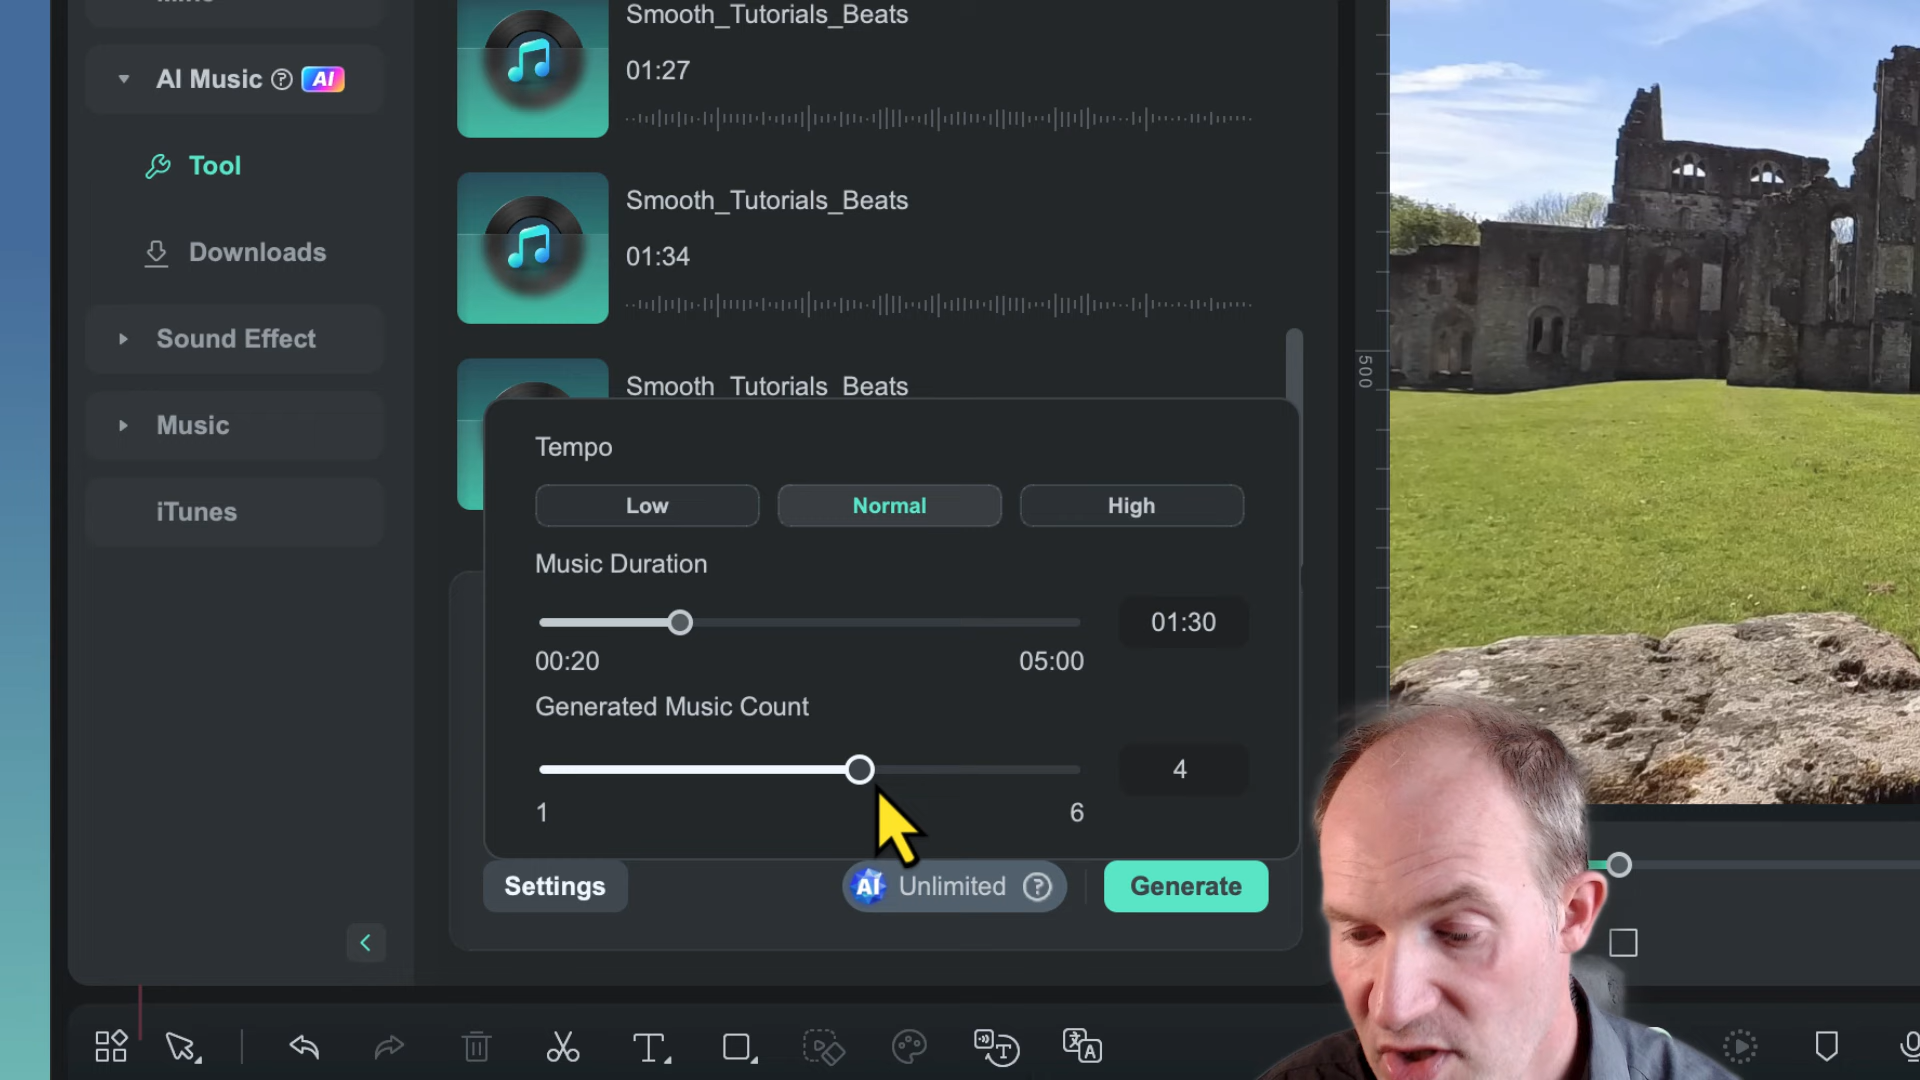 Smooth_Tutorials_Beats
01:27
AI Music ? AI
Tool
Smooth_Tutorials_Beats
01:34
Downloads
Sound Effect
Smooth_Tutorials_Beats
Music
iTunes
Tempo
Low Normal High
Music Duration
01:30
00:20 05:00
Generated Music Count
4
1 6
Settings AI Unlimited ? Generate
500